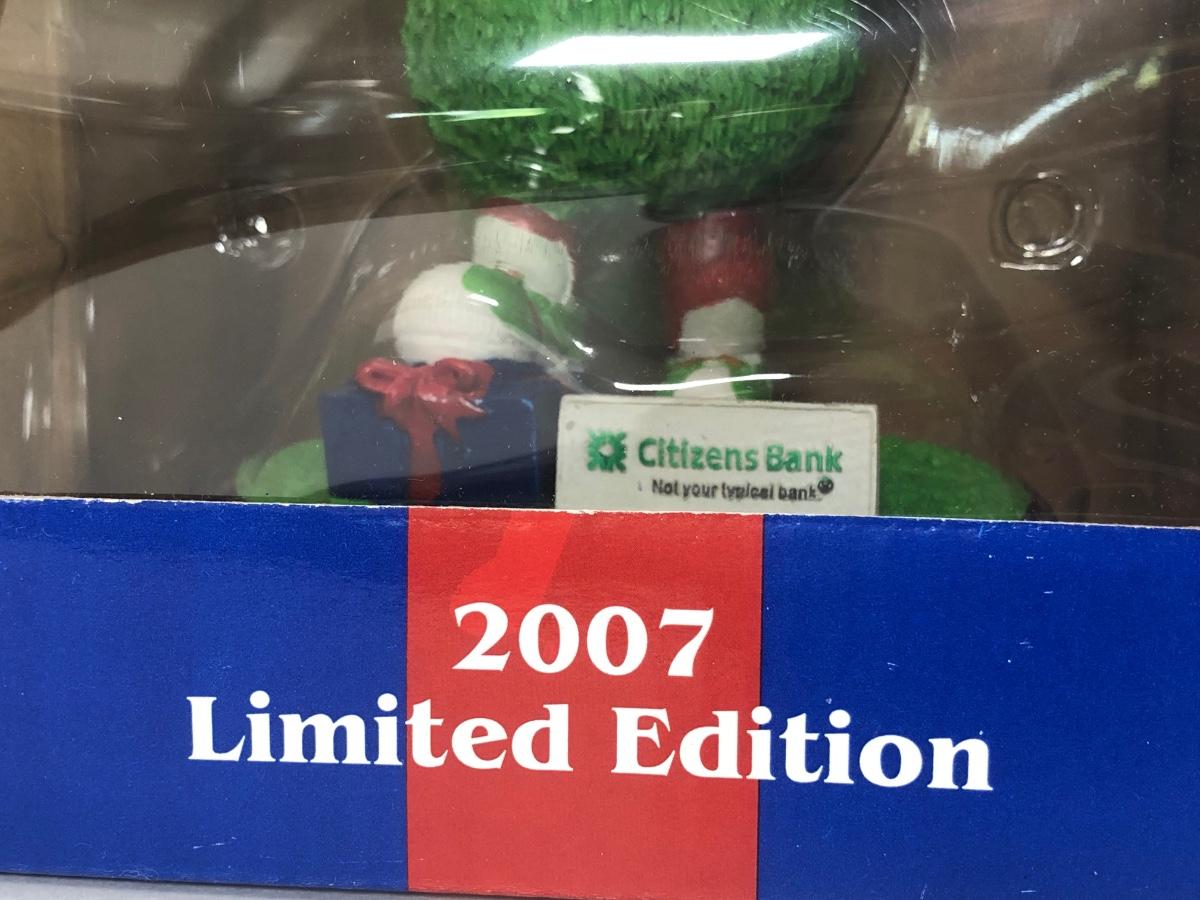 Citizens Bank
Not your typical bank.
2007
Limited Edition